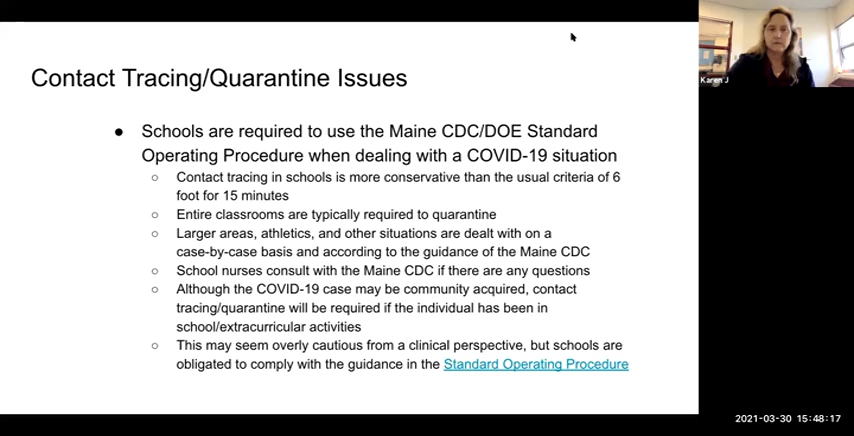 Contact Tracing/Quarantine Issues
● Schools are required to use the Maine CDC/DOE Standard
Operating Procedure when dealing with a COVID-19 situation
○ Contact tracing in schools is more conservative than the usual criteria of 6
foot for 15 minutes
○ Entire classrooms are typically required to quarantine
○ Larger areas, athletics, and other situations are dealt with on a
case-by-case basis and according to the guidance of the Maine CDC
○ School nurses consult with the Maine CDC if there are any questions
○ Although the COVID-19 case may be community acquired, contact
tracing/quarantine will be required if the individual has been in
school/extracurricular activities
○ This may seem overly cautious from a clinical perspective, but schools are
obligated to comply with the guidance in the Standard Operating Procedure
Karen J
2021-03-30 15:48:17